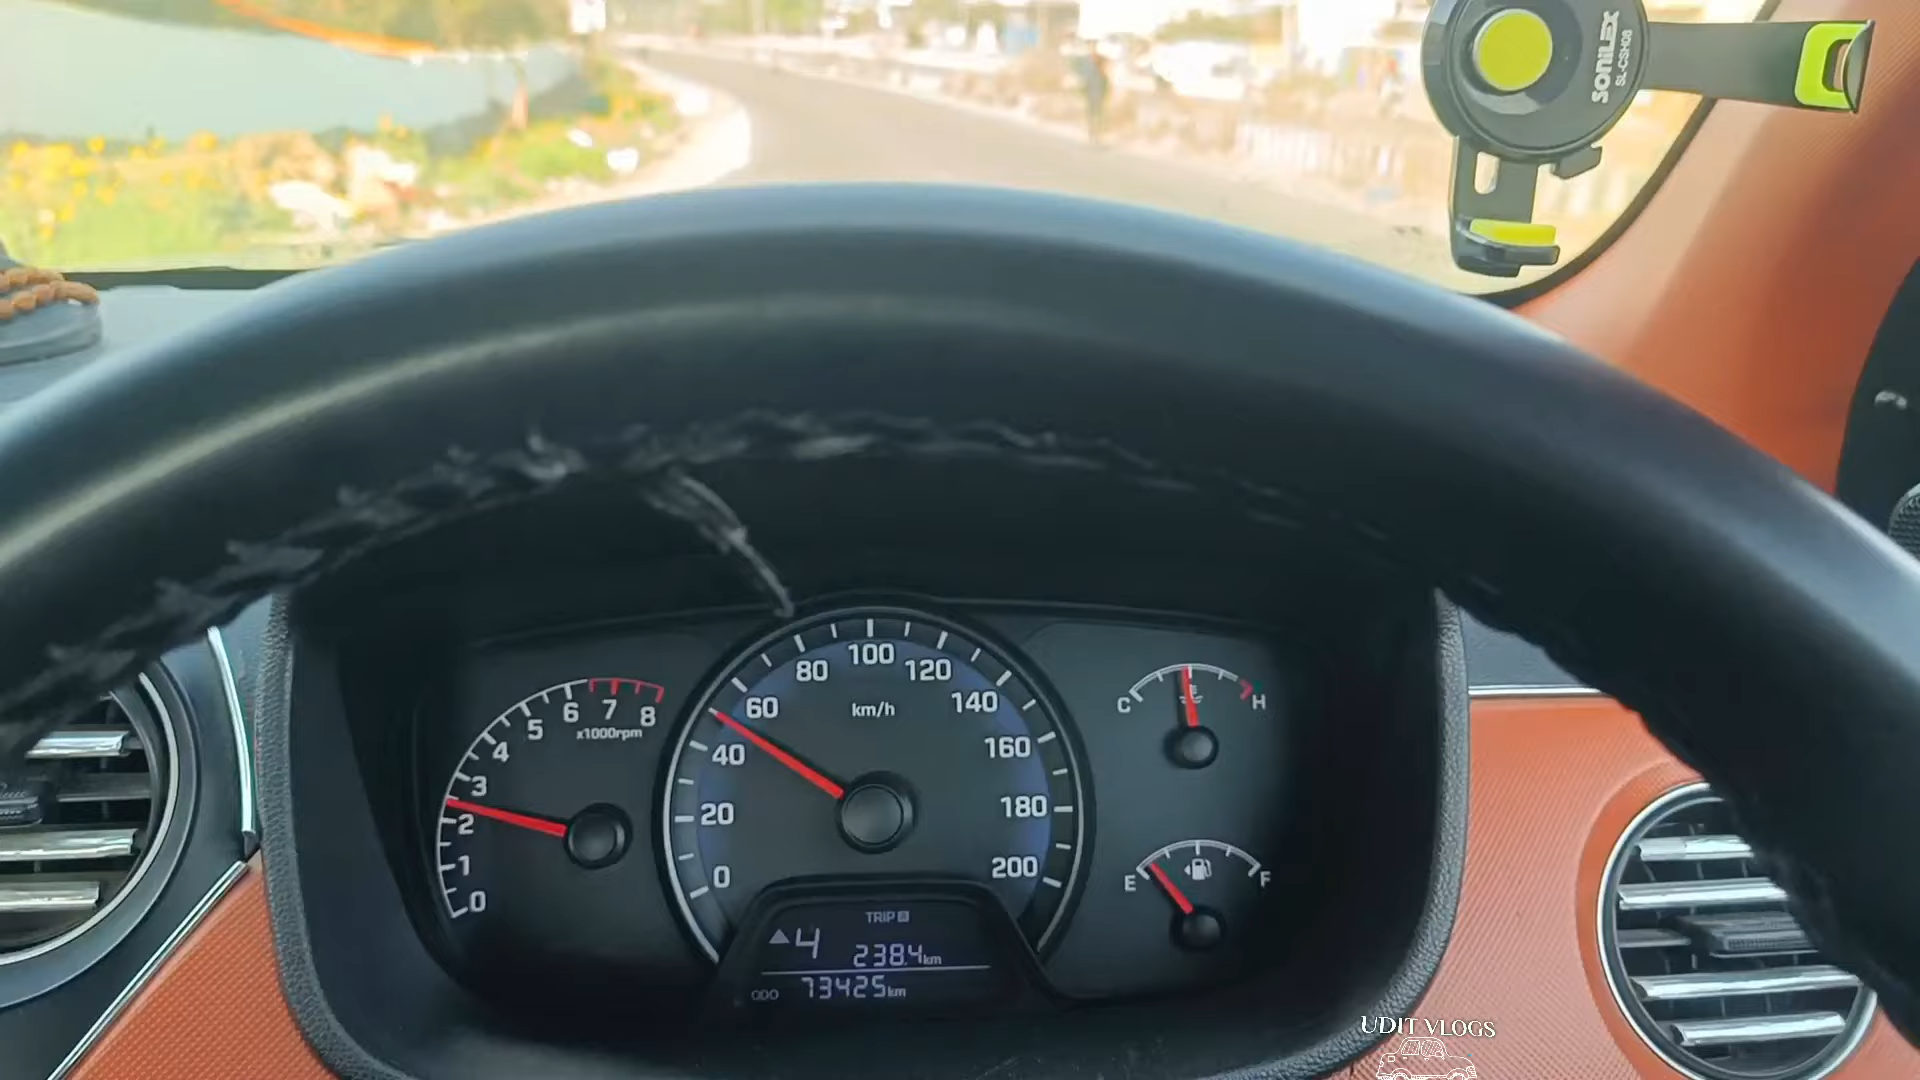 SONILEX
SL-CSH08
0
1
2
3
4
5
6
7
8
x1000rpm
0
20
40
60
80
100
120
140
160
180
200
km/h
C
H
E
F
TRIP
4
238.4km
ODO 73425km
UDIT VLOGS